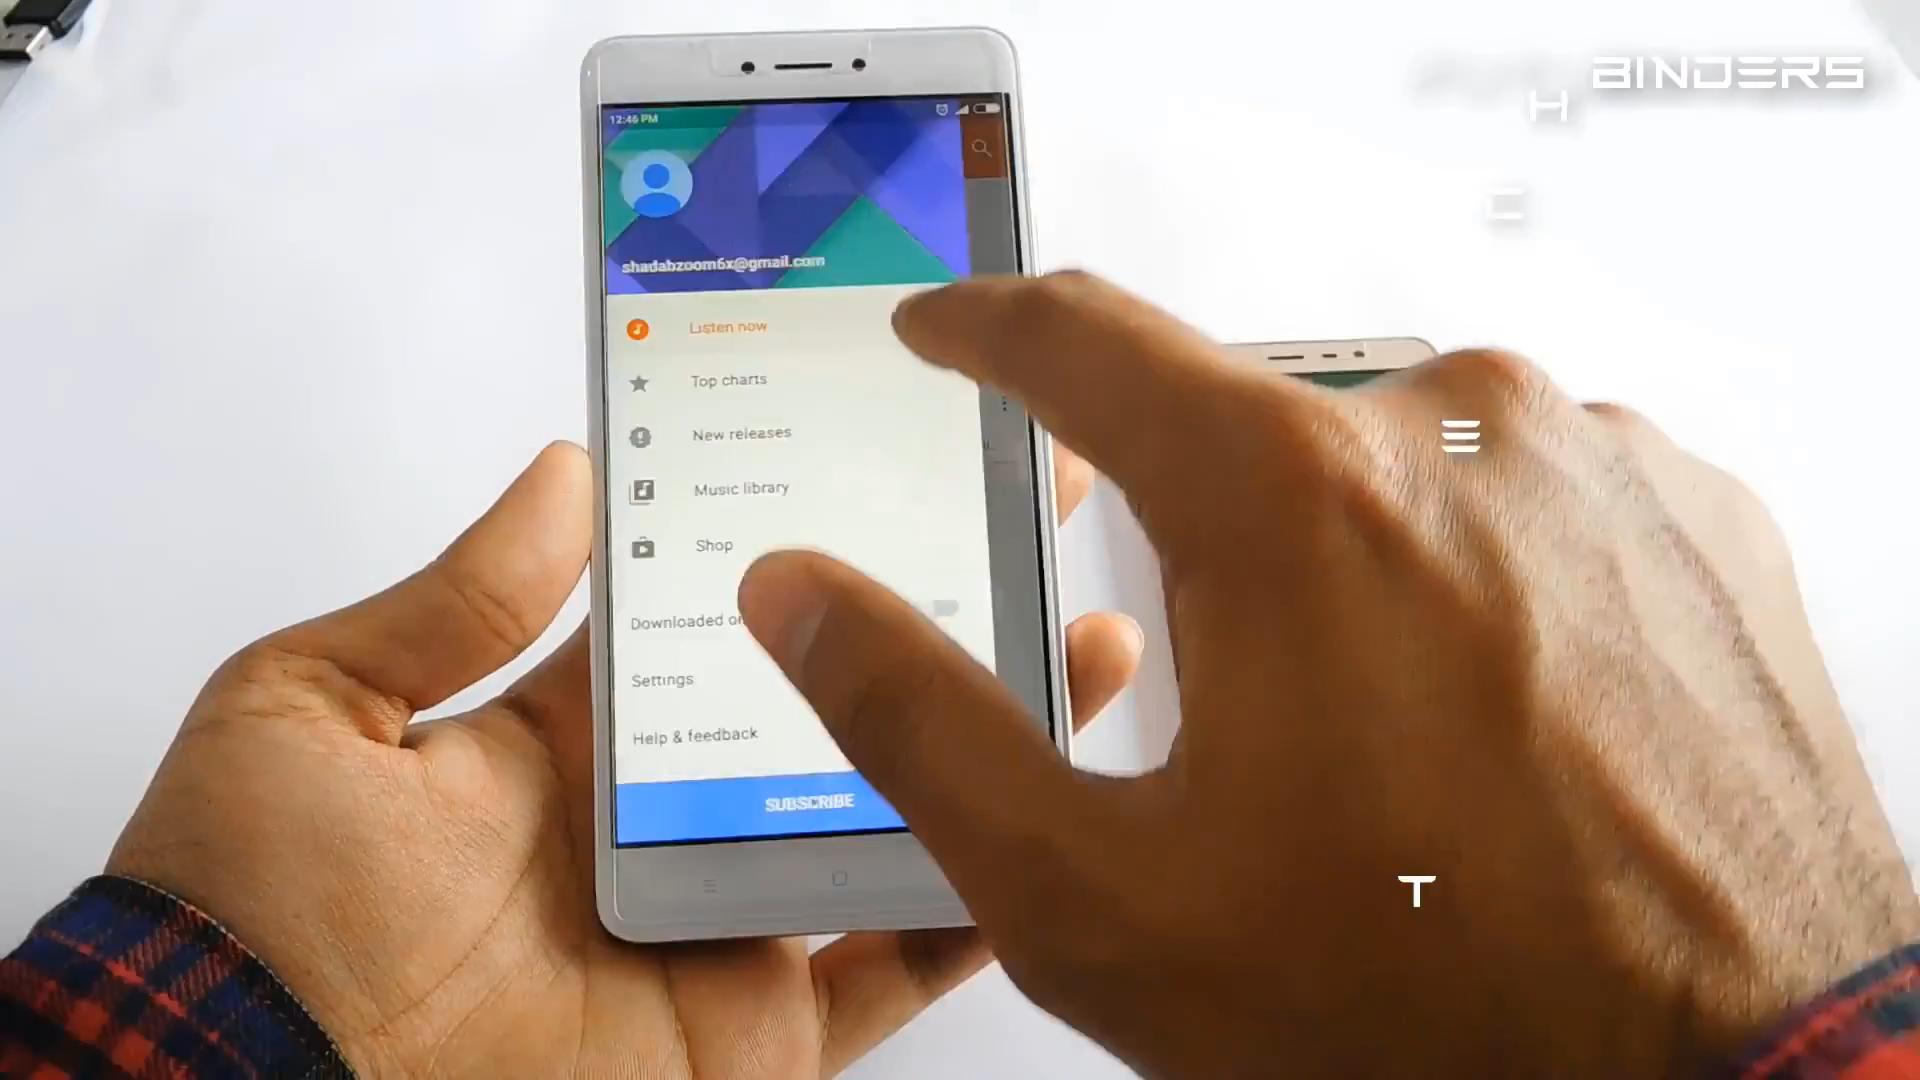 BINDERS
H
C
E
T
12:46 PM
shadabzoom6x@gmail.com
Listen now
Top charts
New releases
Music library
Shop
Downloaded
Settings
Help & feedback
SUBSCRIBE